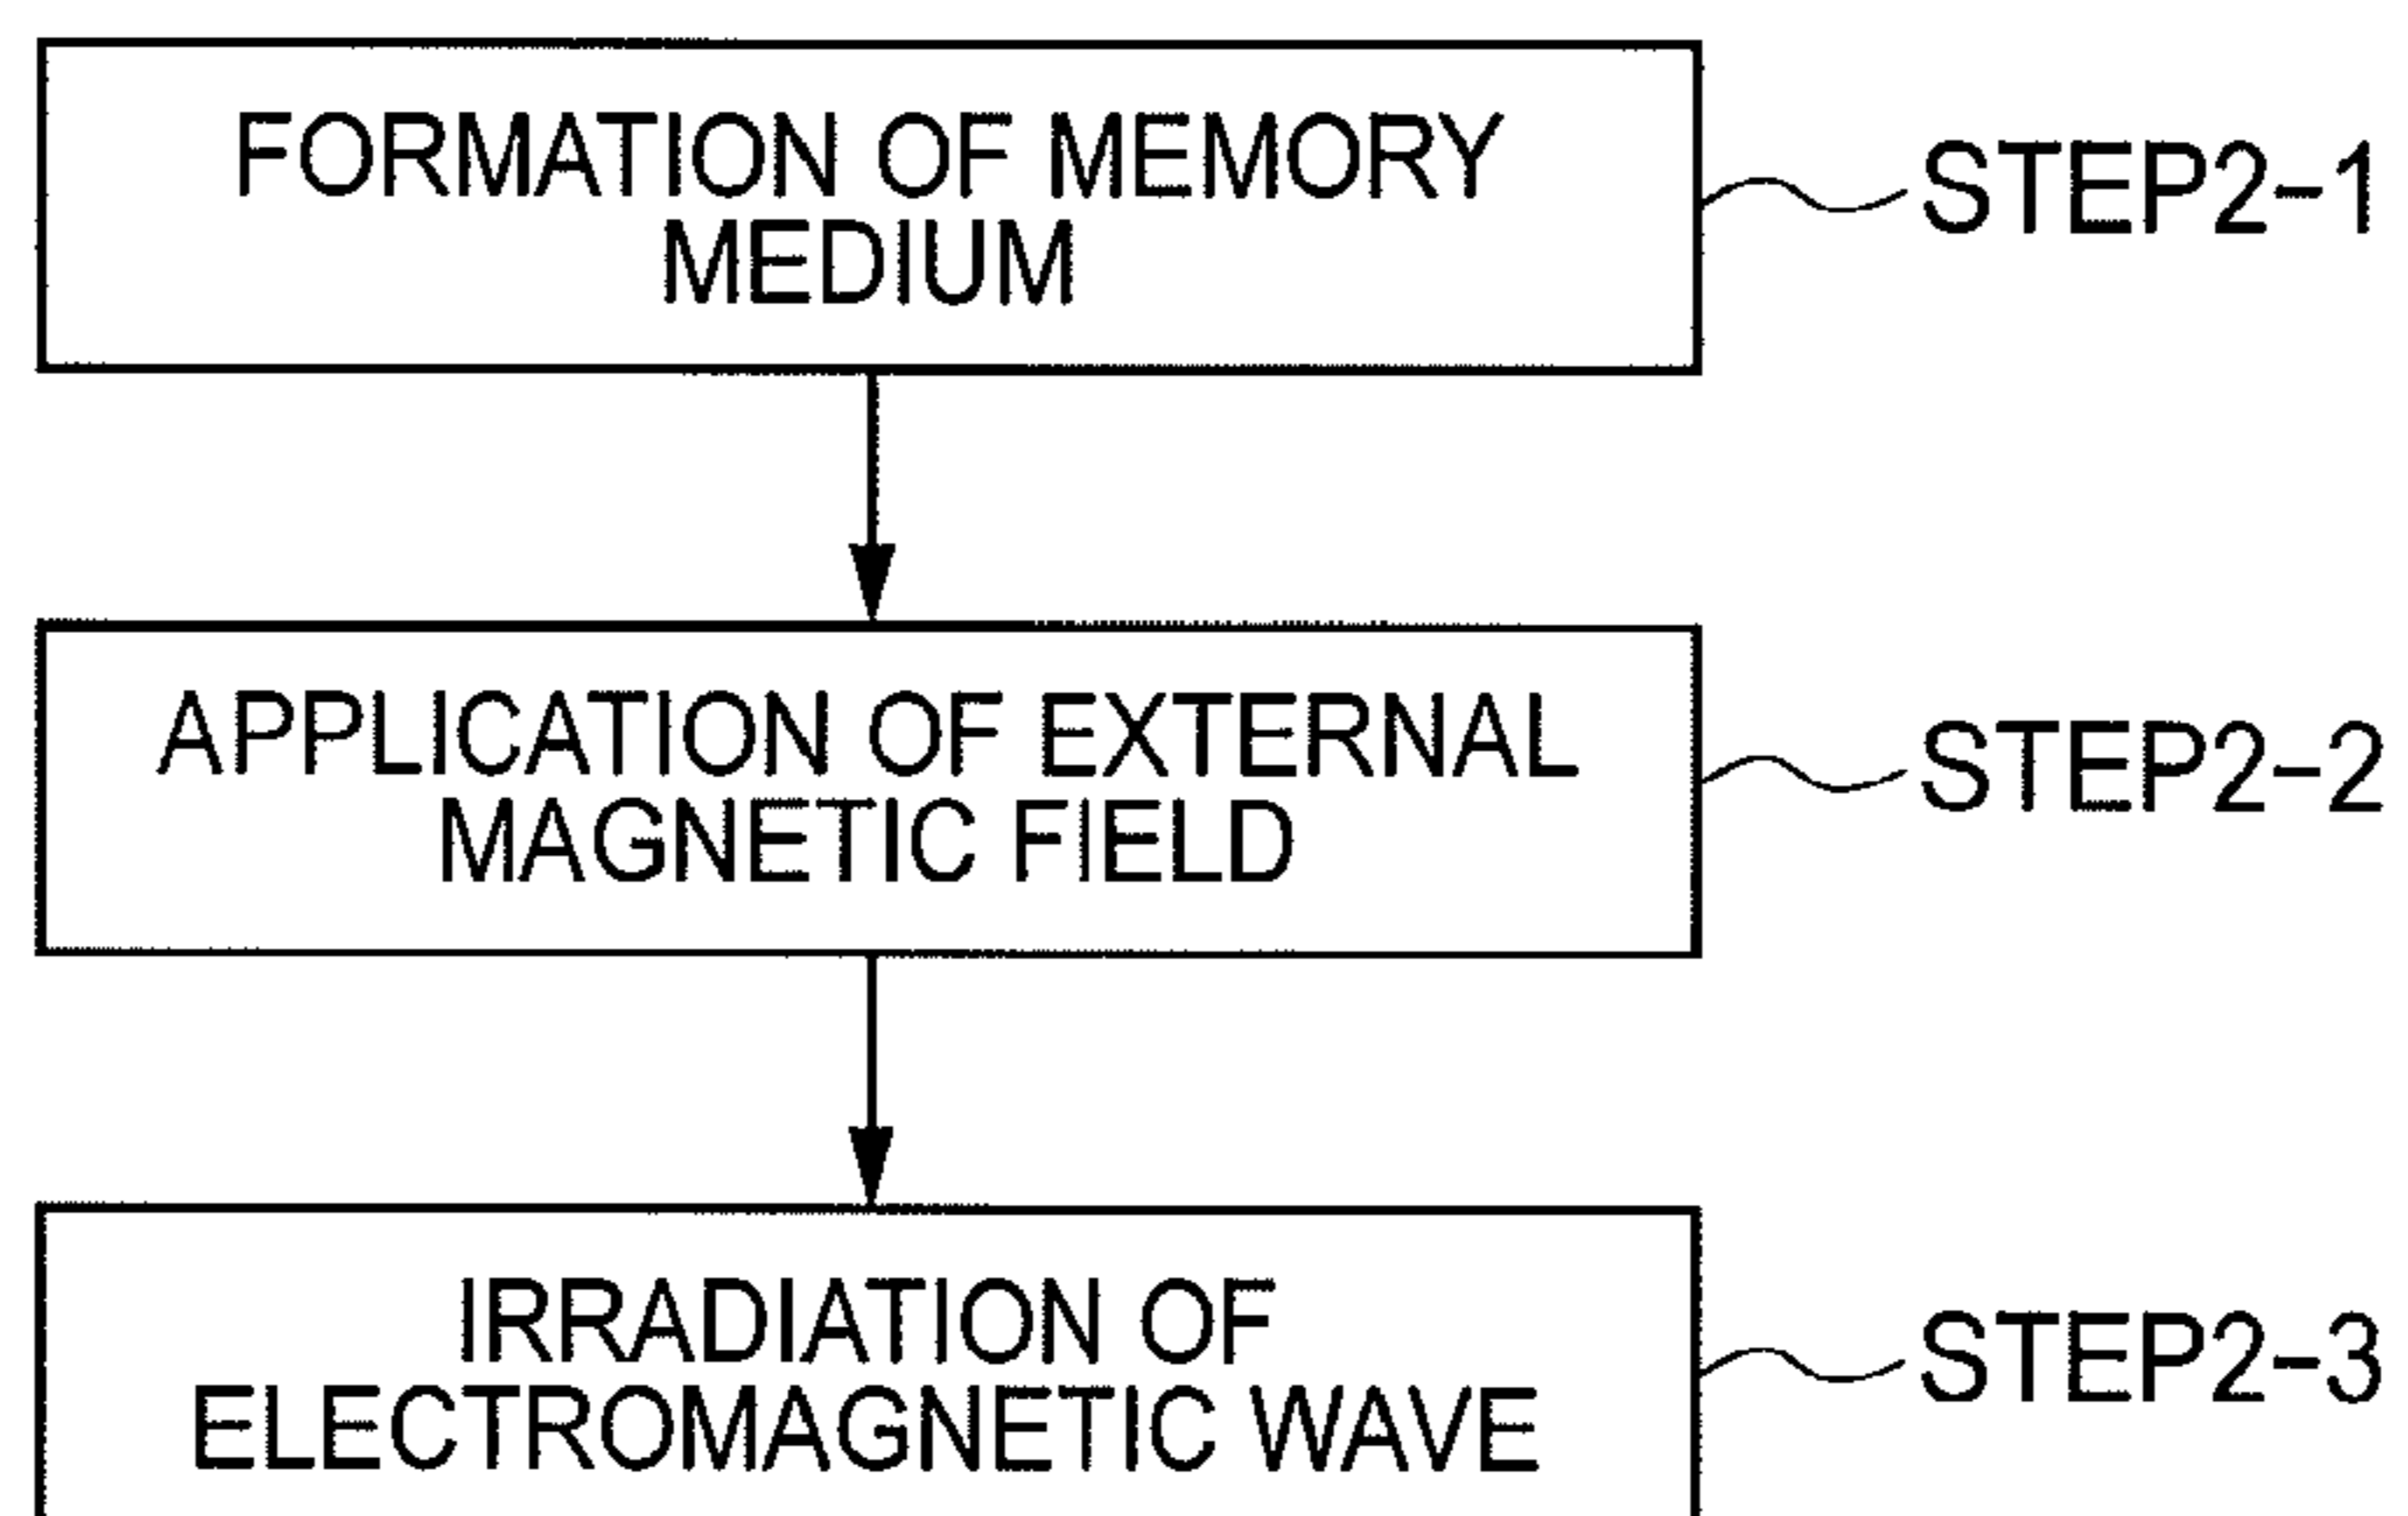 FORMATION OF MEMORY
MEDIUM
STEP2-1
APPLICATION OF EXTERNAL
MAGNETIC FIELD
STEP2-2
IRRADIATION OF
ELECTROMAGNETIC WAVE
STEP2-3